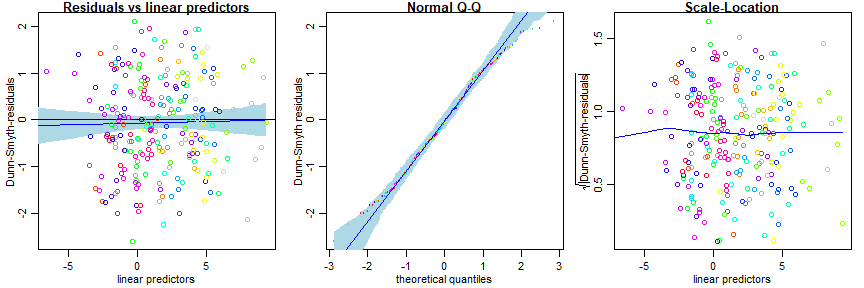 Residuals vs linear predictors
Dunn-Smyth-residuals
2
1
0
-1
-2
-5
0
5
linear predictors
Normal Q-Q
Dunn-Smyth residuals
2
1
0
-1
-2
-3
-2
-1
0
1
2
3
theoretical quantiles
Scale-Location
√|Dunn-Smyth-residuals|
1.5
1.0
0.5
-5
0
5
linear predictors